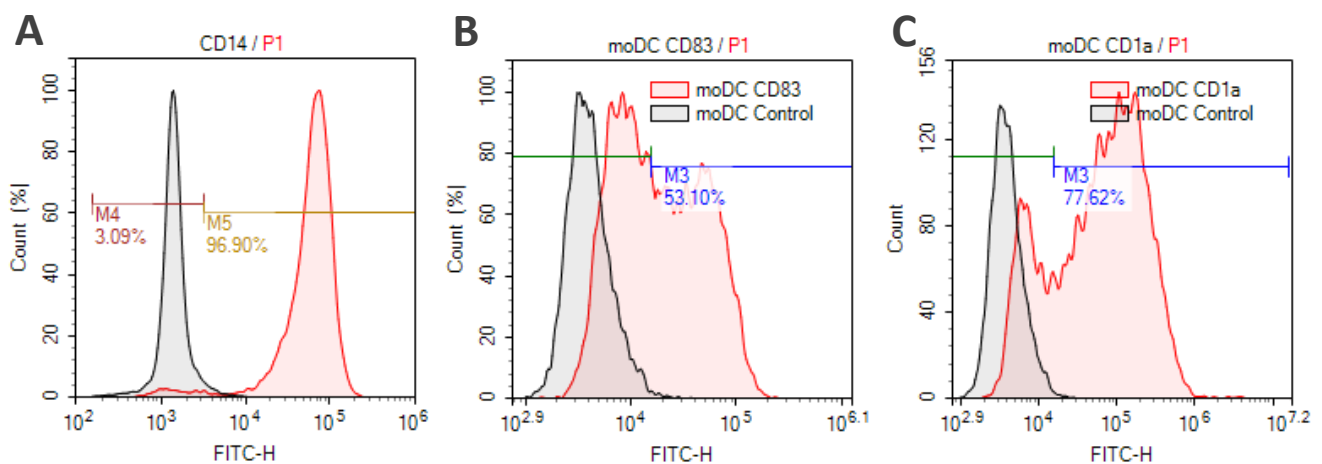 A
CD14 / P1
Count (%|
100
80
60
40
20
0
M4
3.09%
M5
96.90%
10^2
10^3
10^4
10^5
10^6
FITC-H
B
moDC CD83 / P1
Count (%|
100
80
60
40
20
0
moDC CD83
moDC Control
M3
53.10%
10^2.9
10^4
10^5
10^6.1
FITC-H
C
moDC CD1a / P1
Count
156
120
80
40
0
moDC CD1a
moDC Control
M3
77.62%
10^2.9
10^4
10^5
10^6
10^7.2
FITC-H